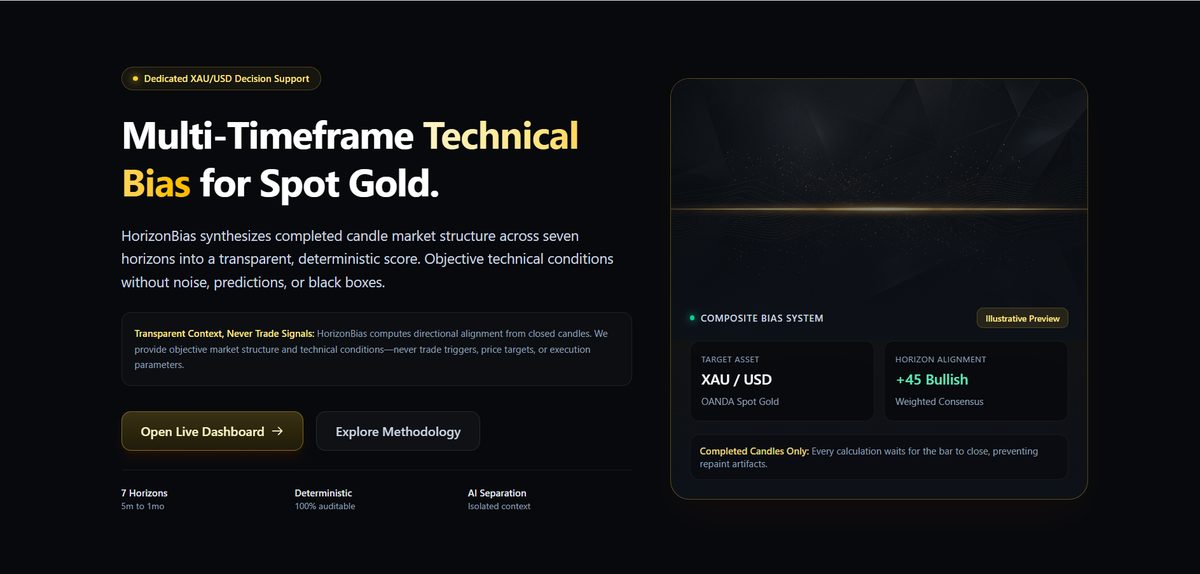 Dedicated XAU/USD Decision Support
Multi-Timeframe Technical
Bias for Spot Gold.
HorizonBias synthesizes completed candle market structure across seven
horizons into a transparent, deterministic score. Objective technical conditions
without noise, predictions, or black boxes.
Transparent Context, Never Trade Signals: HorizonBias computes directional alignment from closed candles. We
provide objective market structure and technical conditions—never trade triggers, price targets, or execution
parameters.
Open Live Dashboard →
Explore Methodology
7 Horizons
5m to 1mo
Deterministic
100% auditable
AI Separation
Isolated context
COMPOSITE BIAS SYSTEM
Illustrative Preview
TARGET ASSET
XAU / USD
OANDA Spot Gold
HORIZON ALIGNMENT
+45 Bullish
Weighted Consensus
Completed Candles Only: Every calculation waits for the bar to close, preventing
repaint artifacts.